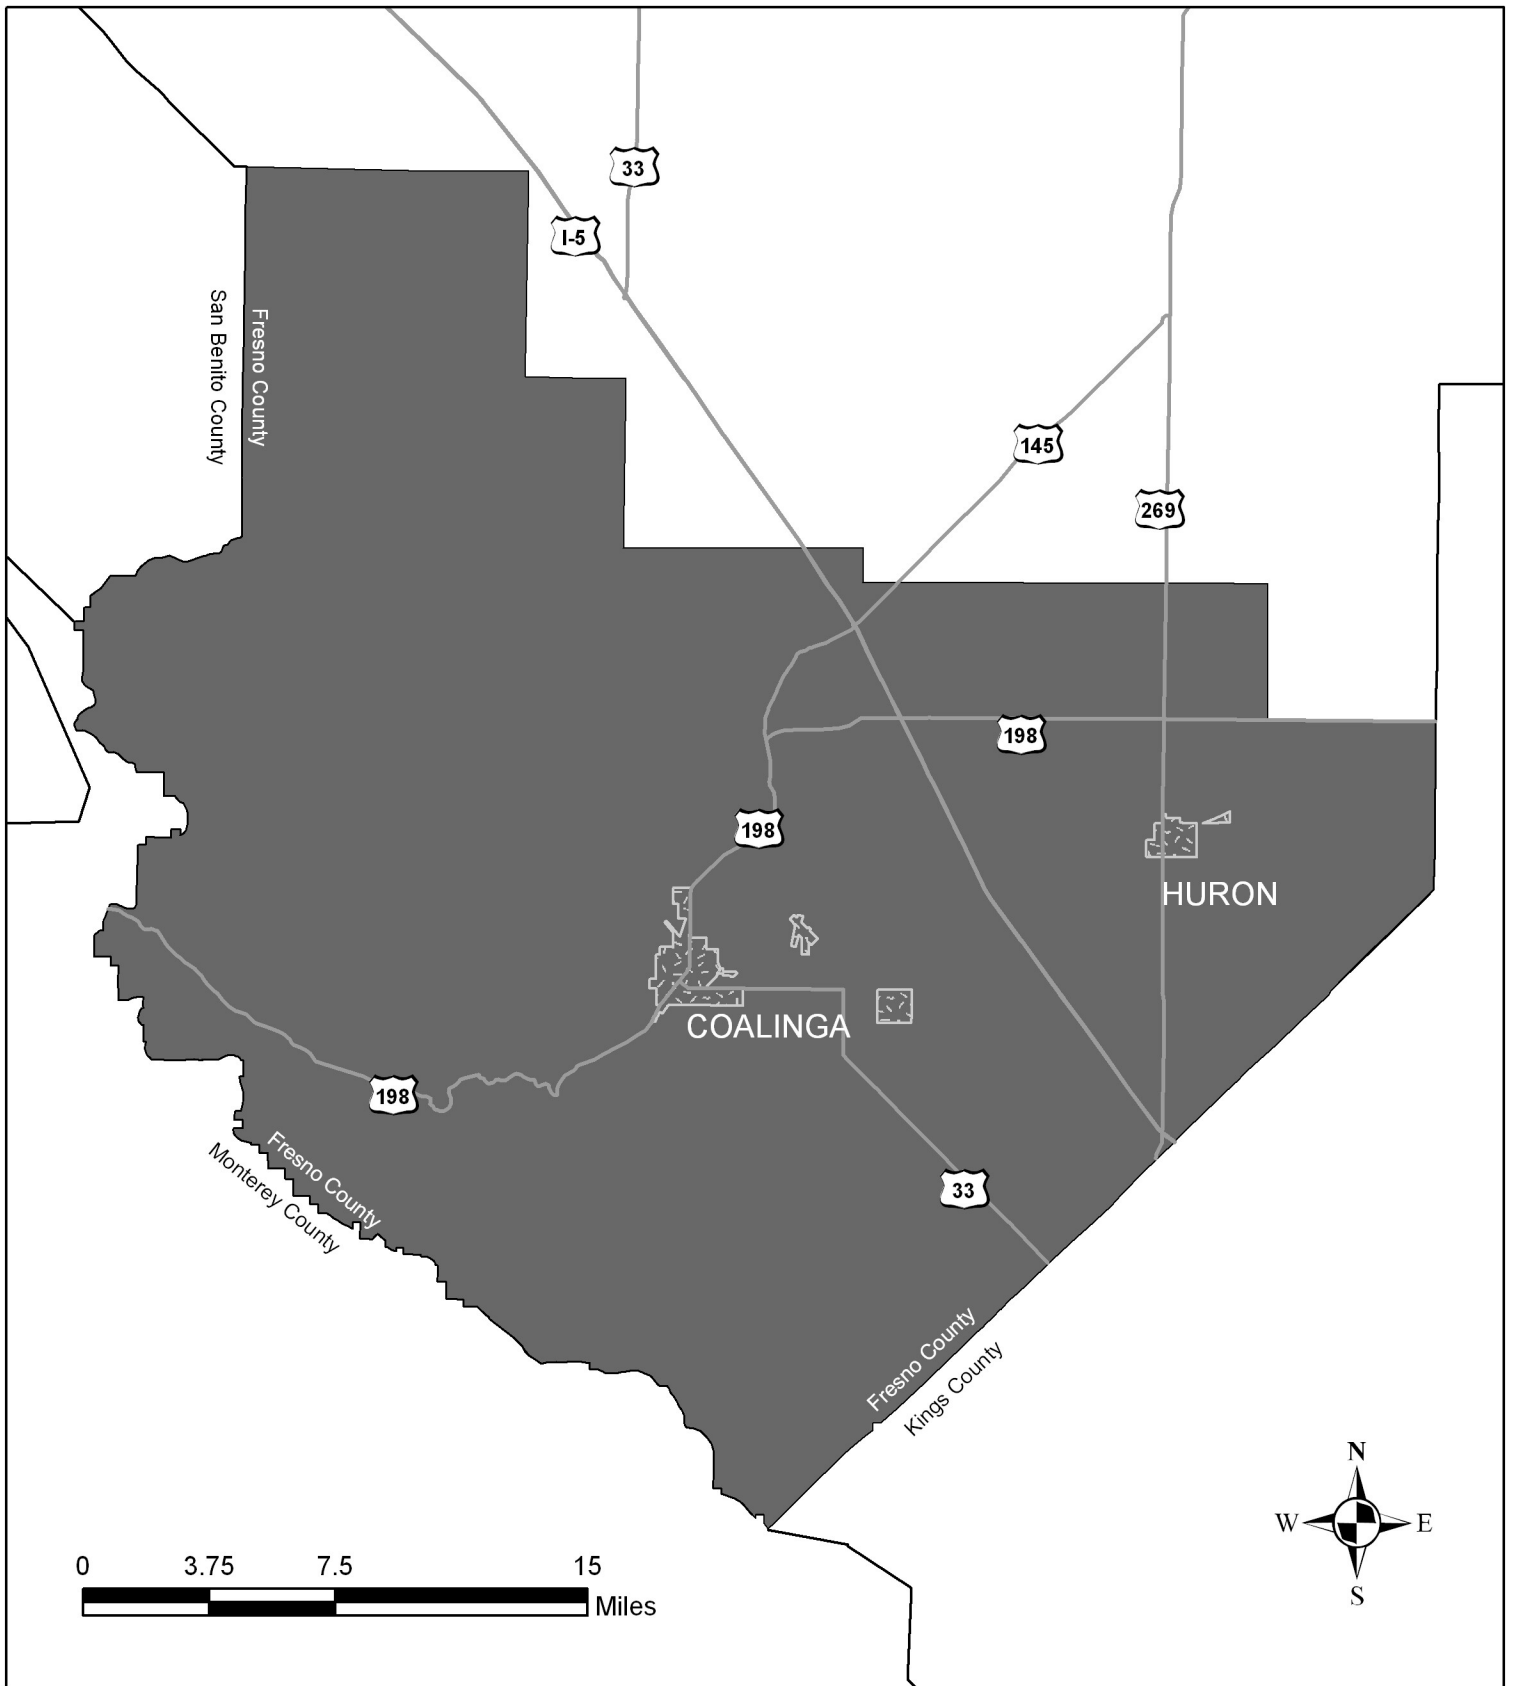 33
I-5
Fresno County
San Benito County
145
269
198
198
HURON
COALINGA
198
Fresno County
Monterey County
33
Fresno County
Kings County
N
W E
S
0 3.75 7.5 15
Miles